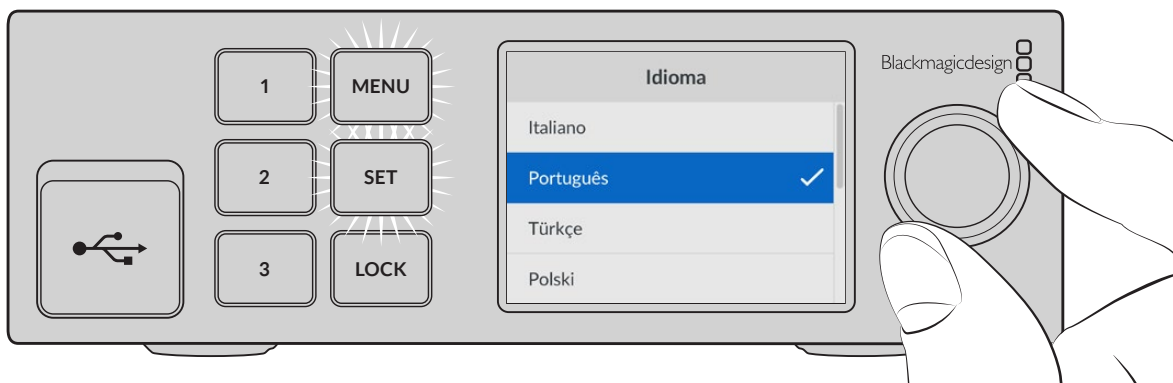 1
MENU
2
SET
3
LOCK
Idioma
Italiano
Português
Türkçe
Polski
Blackmagicdesign